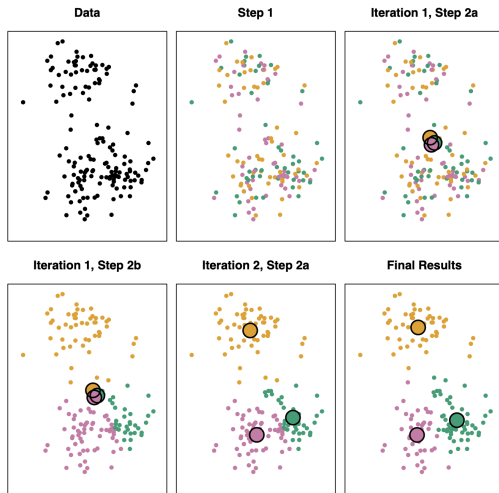 Data
Step 1
Iteration 1, Step 2a
Iteration 1, Step 2b
Iteration 2, Step 2a
Final Results